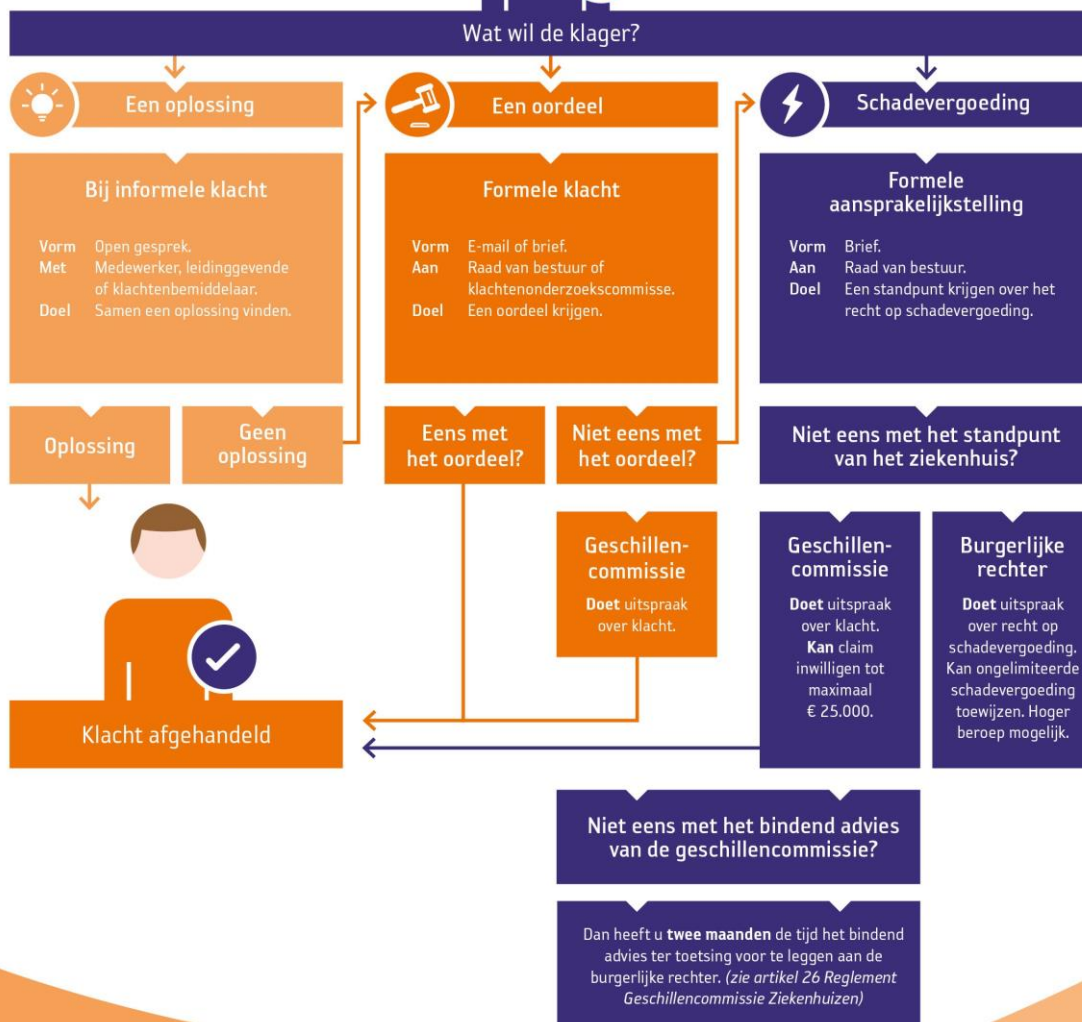 Wat wil de klager?
Een oplossing
Bij informele klacht
Vorm Open gesprek.
Met Medewerker, leidinggevende
of klachtenbemiddelaar.
Doel Samen een oplossing vinden.
Oplossing
Geen
oplossing
Een oordeel
Formele klacht
Vorm E-mail of brief.
Aan Raad van bestuur of
klachtenonderzoekscommisse.
Doel Een oordeel krijgen.
Eens met
het oordeel?
Niet eens met
het oordeel?
Geschillen-
commissie
Doet uitspraak
over klacht.
Schadevergoeding
Formele
aansprakelijkstelling
Vorm Brief.
Aan Raad van bestuur.
Doel Een standpunt krijgen over het
recht op schadevergoeding.
Niet eens met het standpunt
van het ziekenhuis?
Geschillen-
commissie
Doet uitspraak
over klacht.
Kan claim
inwilligen tot
maximaal
€ 25.000.
Burgerlijke
rechter
Doet uitspraak
over recht op
schadevergoeding.
Kan ongelimiteerde
schadevergoeding
toewijzen. Hoger
beroep mogelijk.
Klacht afgehandeld
Niet eens met het bindend advies
van de geschillencommissie?
Dan heeft u twee maanden de tijd het bindend
advies ter toetsing voor te leggen aan de
burgerlijke rechter. (zie artikel 26 Reglement
Geschillencommissie Ziekenhuizen)